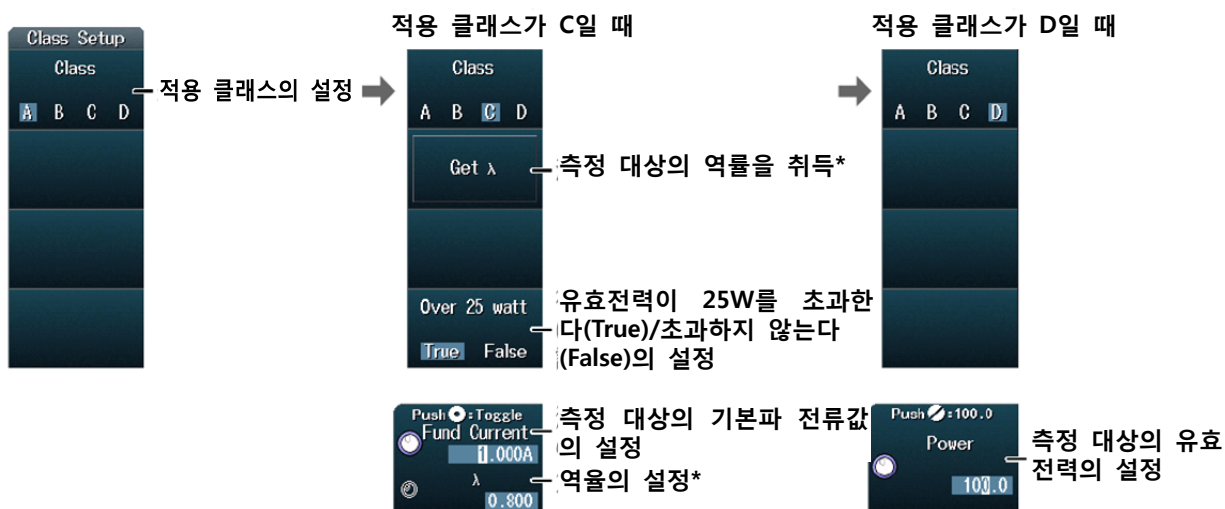 적용 클래스가 C일 때
적용 클래스가 D일 때
Class Setup
Class
A B C D
적용 클래스의 설정
Class
A B C D
Get λ
측정 대상의 역률을 취득*
Over 25 watt
True False
유효전력이 25W를 초과한
다(True)/초과하지 않는다
(False)의 설정
Class
A B C D
Push :Toggle
Fund Current
1.000A
측정 대상의 기본파 전류값
의 설정
λ
0.800
역율의 설정*
Push :100.0
Power
100.0
측정 대상의 유효
전력의 설정